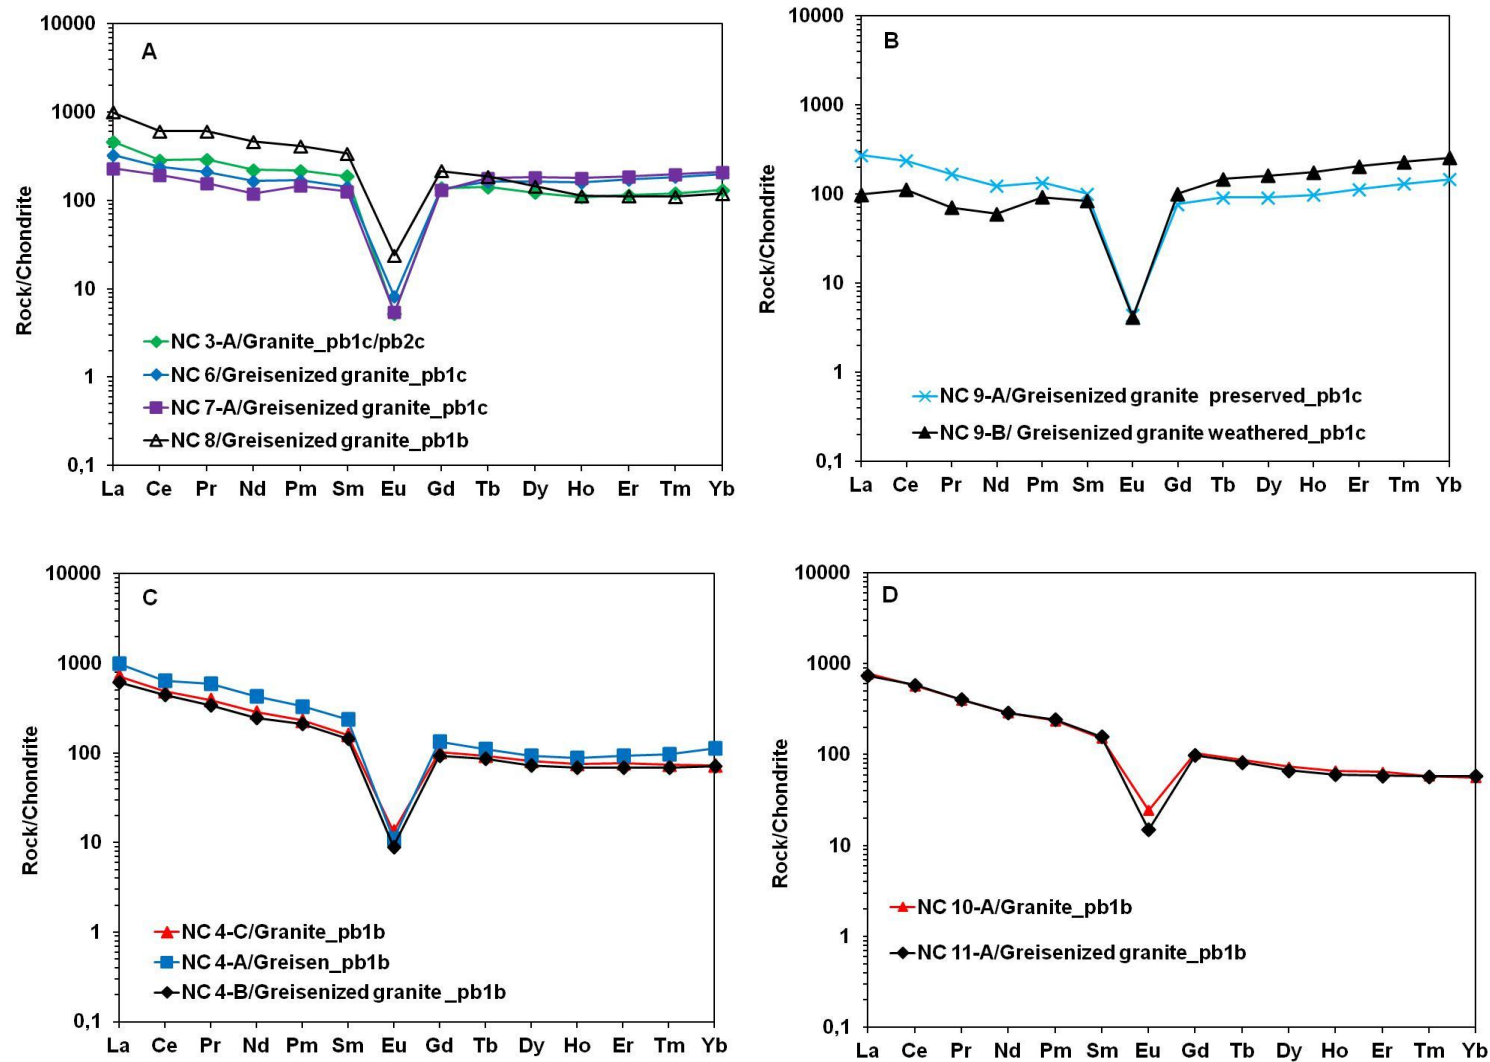 A
10000
1000
100
10
1
0,1
Rock/Chondrite
NC 3-A/Granite_pb1c/pb2c
NC 6/Greisenized granite_pb1c
NC 7-A/Greisenized granite_pb1c
NC 8/Greisenized granite_pb1b
La Ce Pr Nd Pm Sm Eu Gd Tb Dy Ho Er Tm Yb
B
10000
1000
100
10
1
0,1
Rock/Chondrite
NC 9-A/Greisenized granite preserved_pb1c
NC 9-B/ Greisenized granite weathered_pb1c
La Ce Pr Nd Pm Sm Eu Gd Tb Dy Ho Er Tm Yb
C
10000
1000
100
10
1
0,1
Rock/Chondrite
NC 4-C/Granite_pb1b
NC 4-A/Greisen_pb1b
NC 4-B/Greisenized granite _pb1b
La Ce Pr Nd Pm Sm Eu Gd Tb Dy Ho Er Tm Yb
D
10000
1000
100
10
1
0,1
Rock/Chondrite
NC 10-A/Granite_pb1b
NC 11-A/Greisenized granite_pb1b
La Ce Pr Nd Pm Sm Eu Gd Tb Dy Ho Er Tm Yb